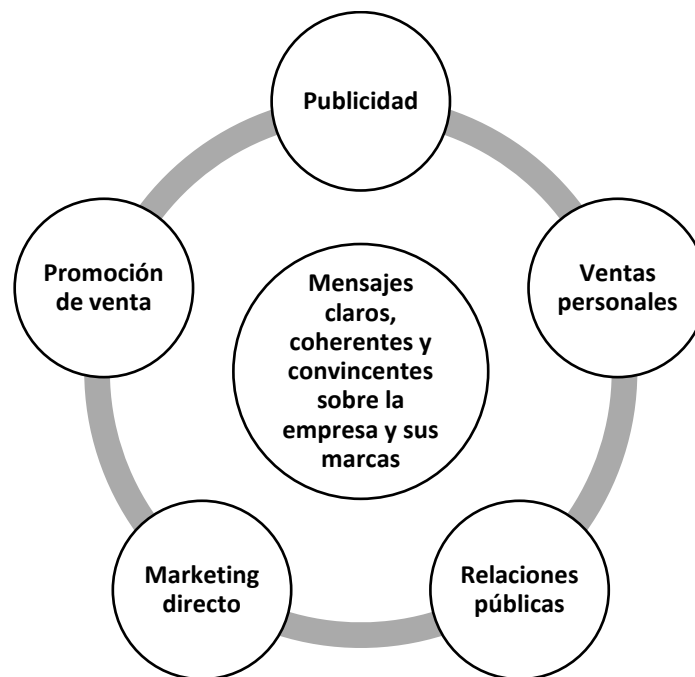 Publicidad
Promoción
de venta
Ventas
personales
Mensajes
claros,
coherentes y
convincentes
sobre la
empresa y sus
marcas
Marketing
directo
Relaciones
públicas